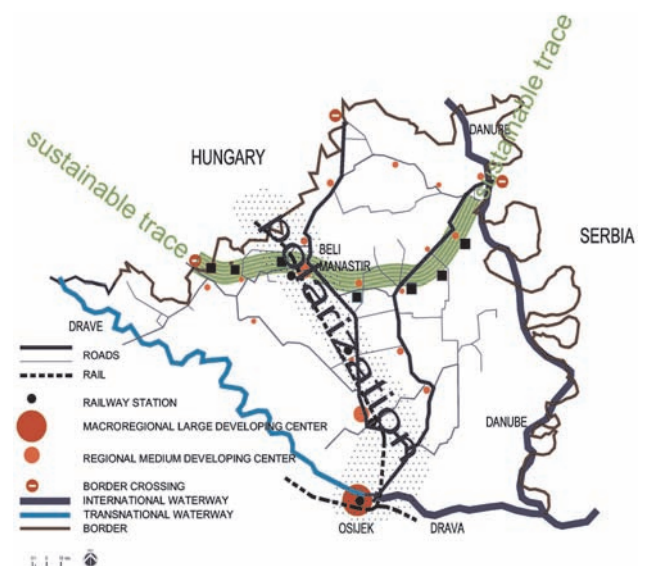 sustainable trace
DANUBE
HUNGARY
sustainable trace
SERBIA
polarization
BELI
MANASTIR
DRAVE
ROADS
RAIL
RAILWAY STATION
MACROREGIONAL LARGE DEVELOPING CENTER
DANUBE
REGIONAL MEDIUM DEVELOPING CENTER
BORDER CROSSING
INTERNATIONAL WATERWAY
TRANSNATIONAL WATERWAY
BORDER
OSIJEK
DRAVA